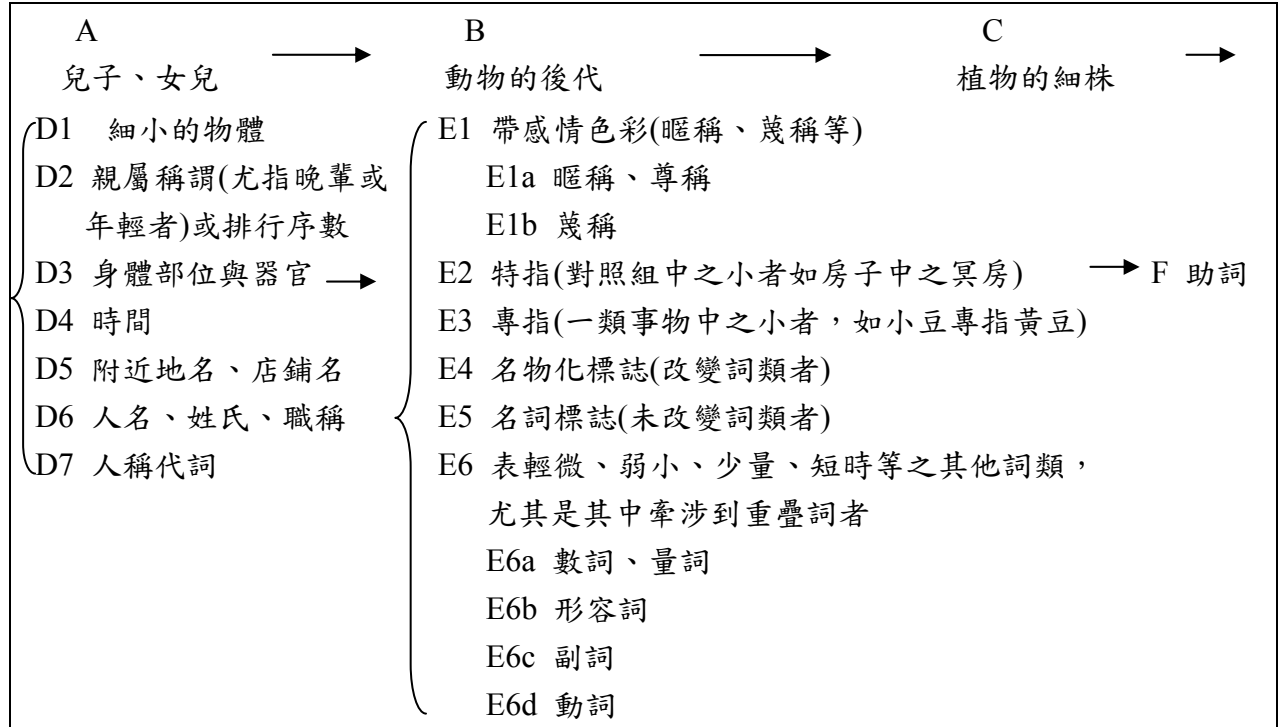 A B C
兒子、女兒 動物的後代 植物的細株
D1 細小的物體
D2 親屬稱謂(尤指晚輩或
年輕者)或排行序數
D3 身體部位與器官
D4 時間
D5 附近地名、店鋪名
D6 人名、姓氏、職稱
D7 人稱代詞
E1 帶感情色彩(暱稱、蔑稱等)
E1a 暱稱、尊稱
E1b 蔑稱
E2 特指(對照組中之小者如房子中之冥房)
E3 專指(一類事物中之小者，如小豆專指黃豆)
E4 名物化標誌(改變詞類者)
E5 名詞標誌(未改變詞類者)
E6 表輕微、弱小、少量、短時等之其他詞類，
尤其是其中牽涉到重疊詞者
E6a 數詞、量詞
E6b 形容詞
E6c 副詞
E6d 動詞
F 助詞